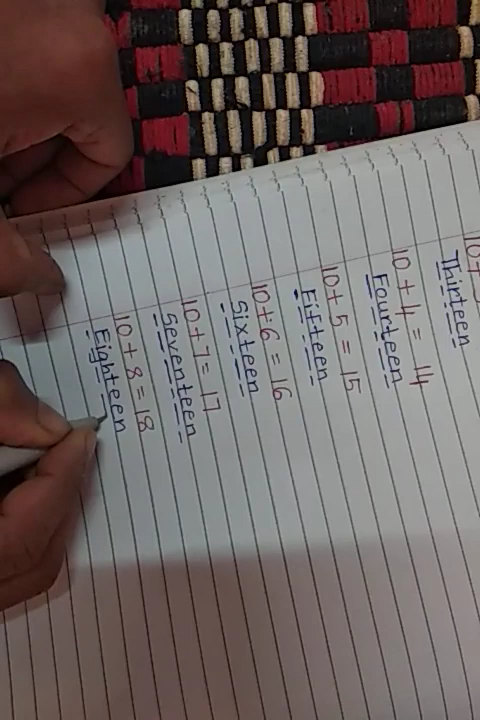 Thirteen
10 + 4 = 14
Fourteen
10 + 5 = 15
Fifteen
10 + 6 = 16
Sixteen
10 + 7 = 17
Seventeen
10 + 8 = 18
Eighteen